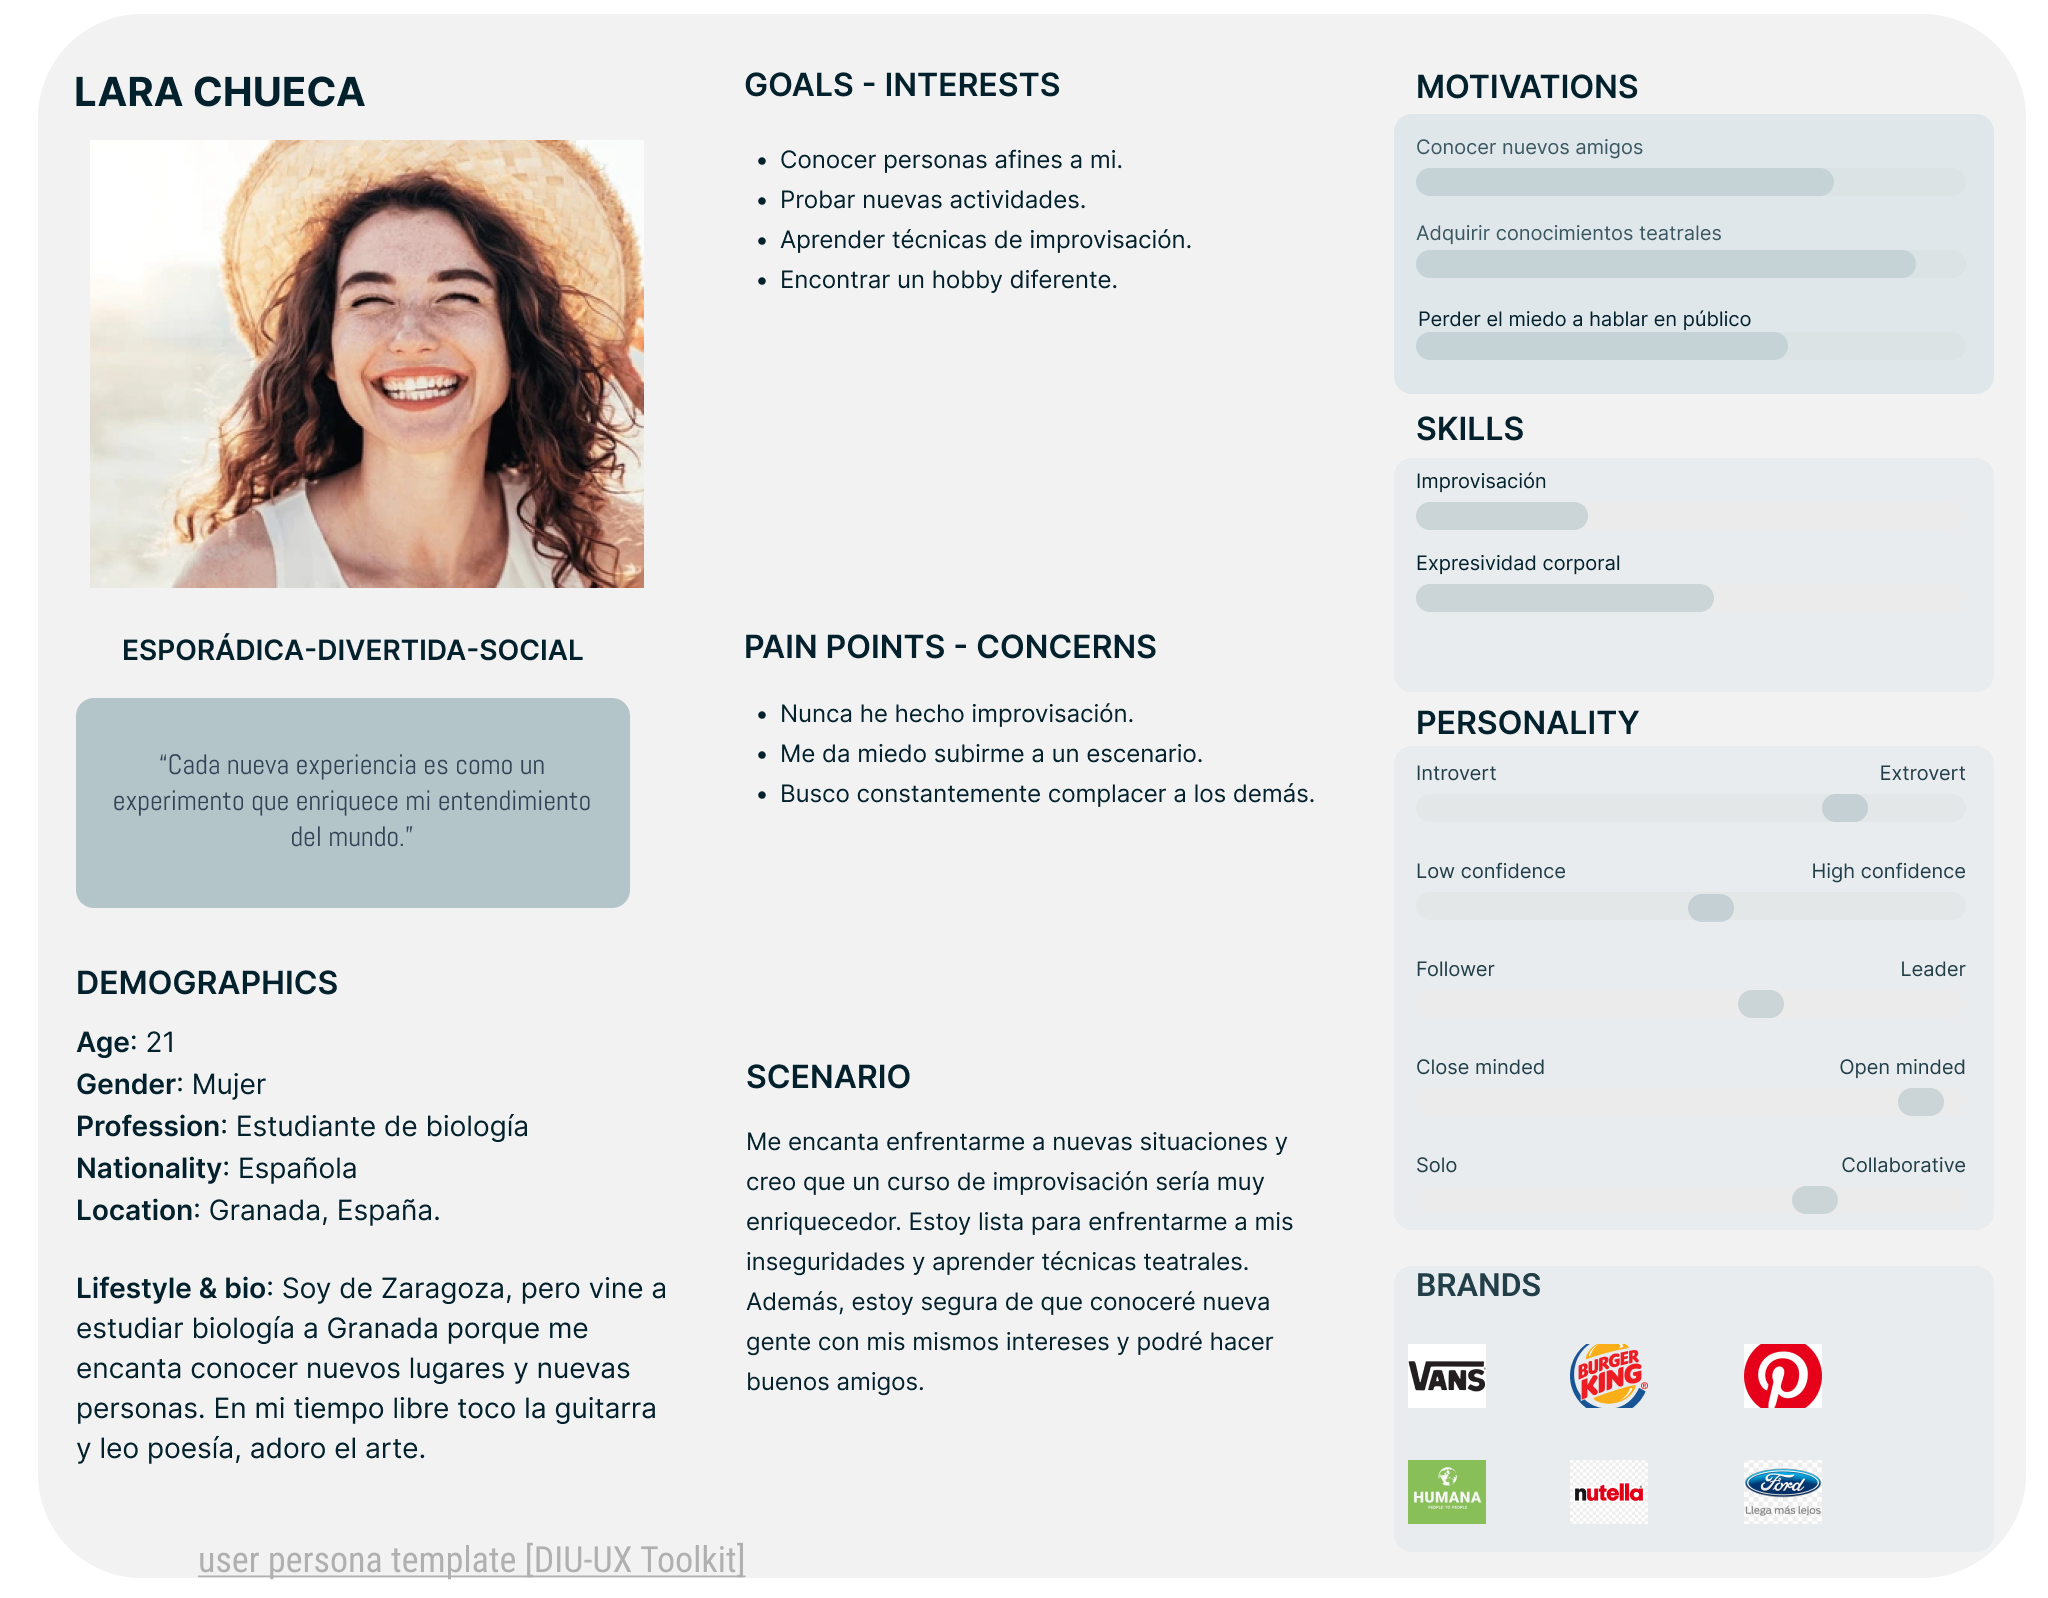 LARA CHUECA
ESPORÁDICA-DIVERTIDA-SOCIAL
“Cada nueva experiencia es como un
experimento que enriquece mi entendimiento
del mundo.”
DEMOGRAPHICS
Age: 21
Gender: Mujer
Profession: Estudiante de biología
Nationality: Española
Location: Granada, España.
Lifestyle & bio: Soy de Zaragoza, pero vine a
estudiar biología a Granada porque me
encanta conocer nuevos lugares y nuevas
personas. En mi tiempo libre toco la guitarra
y leo poesía, adoro el arte.
user persona template [DIU-UX Toolkit]
GOALS - INTERESTS
• Conocer personas afines a mi.
• Probar nuevas actividades.
• Aprender técnicas de improvisación.
• Encontrar un hobby diferente.
PAIN POINTS - CONCERNS
• Nunca he hecho improvisación.
• Me da miedo subirme a un escenario.
• Busco constantemente complacer a los demás.
SCENARIO
Me encanta enfrentarme a nuevas situaciones y
creo que un curso de improvisación sería muy
enriquecedor. Estoy lista para enfrentarme a mis
inseguridades y aprender técnicas teatrales.
Además, estoy segura de que conoceré nueva
gente con mis mismos intereses y podré hacer
buenos amigos.
MOTIVATIONS
Conocer nuevos amigos
Adquirir conocimientos teatrales
Perder el miedo a hablar en público
SKILLS
Improvisación
Expresividad corporal
PERSONALITY
Introvert Extrovert
Low confidence High confidence
Follower Leader
Close minded Open minded
Solo Collaborative
BRANDS
VANS
BURGER
KING®
HUMANA
PEOPLE TO PEOPLE
nutella
Ford
Llega más lejos